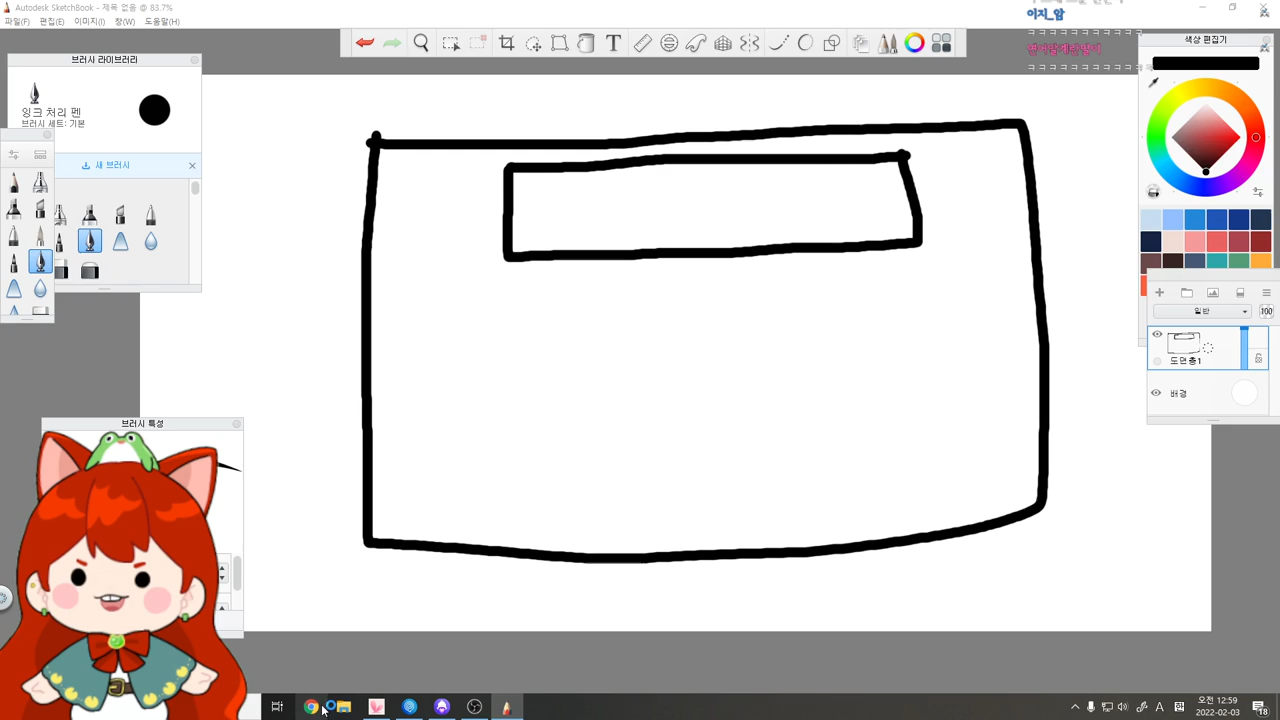 Autodesk SketchBook - 제목 없음 @ 83.7%
파일(F) 편집(E) 이미지(I) 창(W) 도움말(H)
이지_암
ㅋㅋㅋㅋㅋㅋㅋㅋㅋㅋㅋ
브러시 라이브러리
잉크 처리 펜
브러시 세트: 기본
새 브러시
색상 편집기
일반
100
도면층1
배경
브러시 특성
A
한
오전 12:59
2022-02-03
18